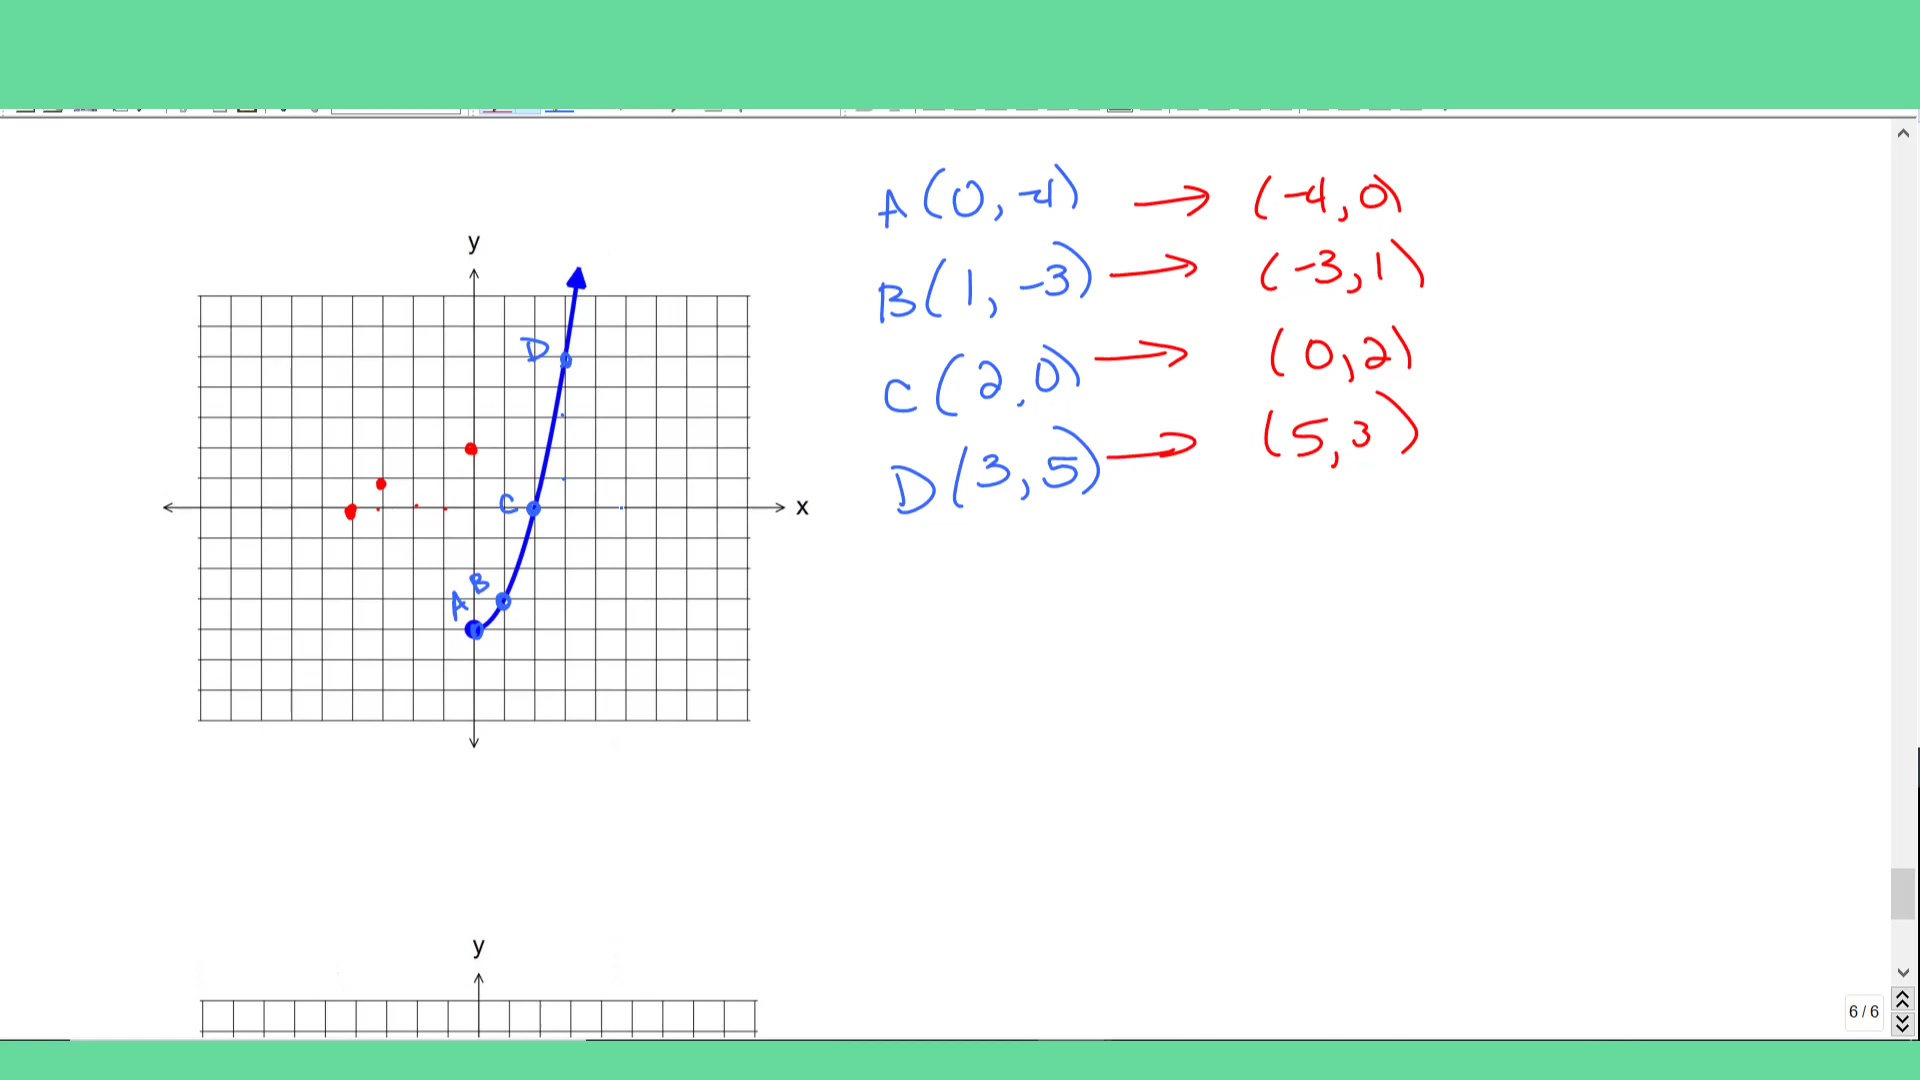 A(0,-4) → (-4,0)
B(1,-3) → (-3,1)
C(2,0) → (0,2)
D(3,5) → (5,3)
y
D
C
x
B
A
y
6 / 6